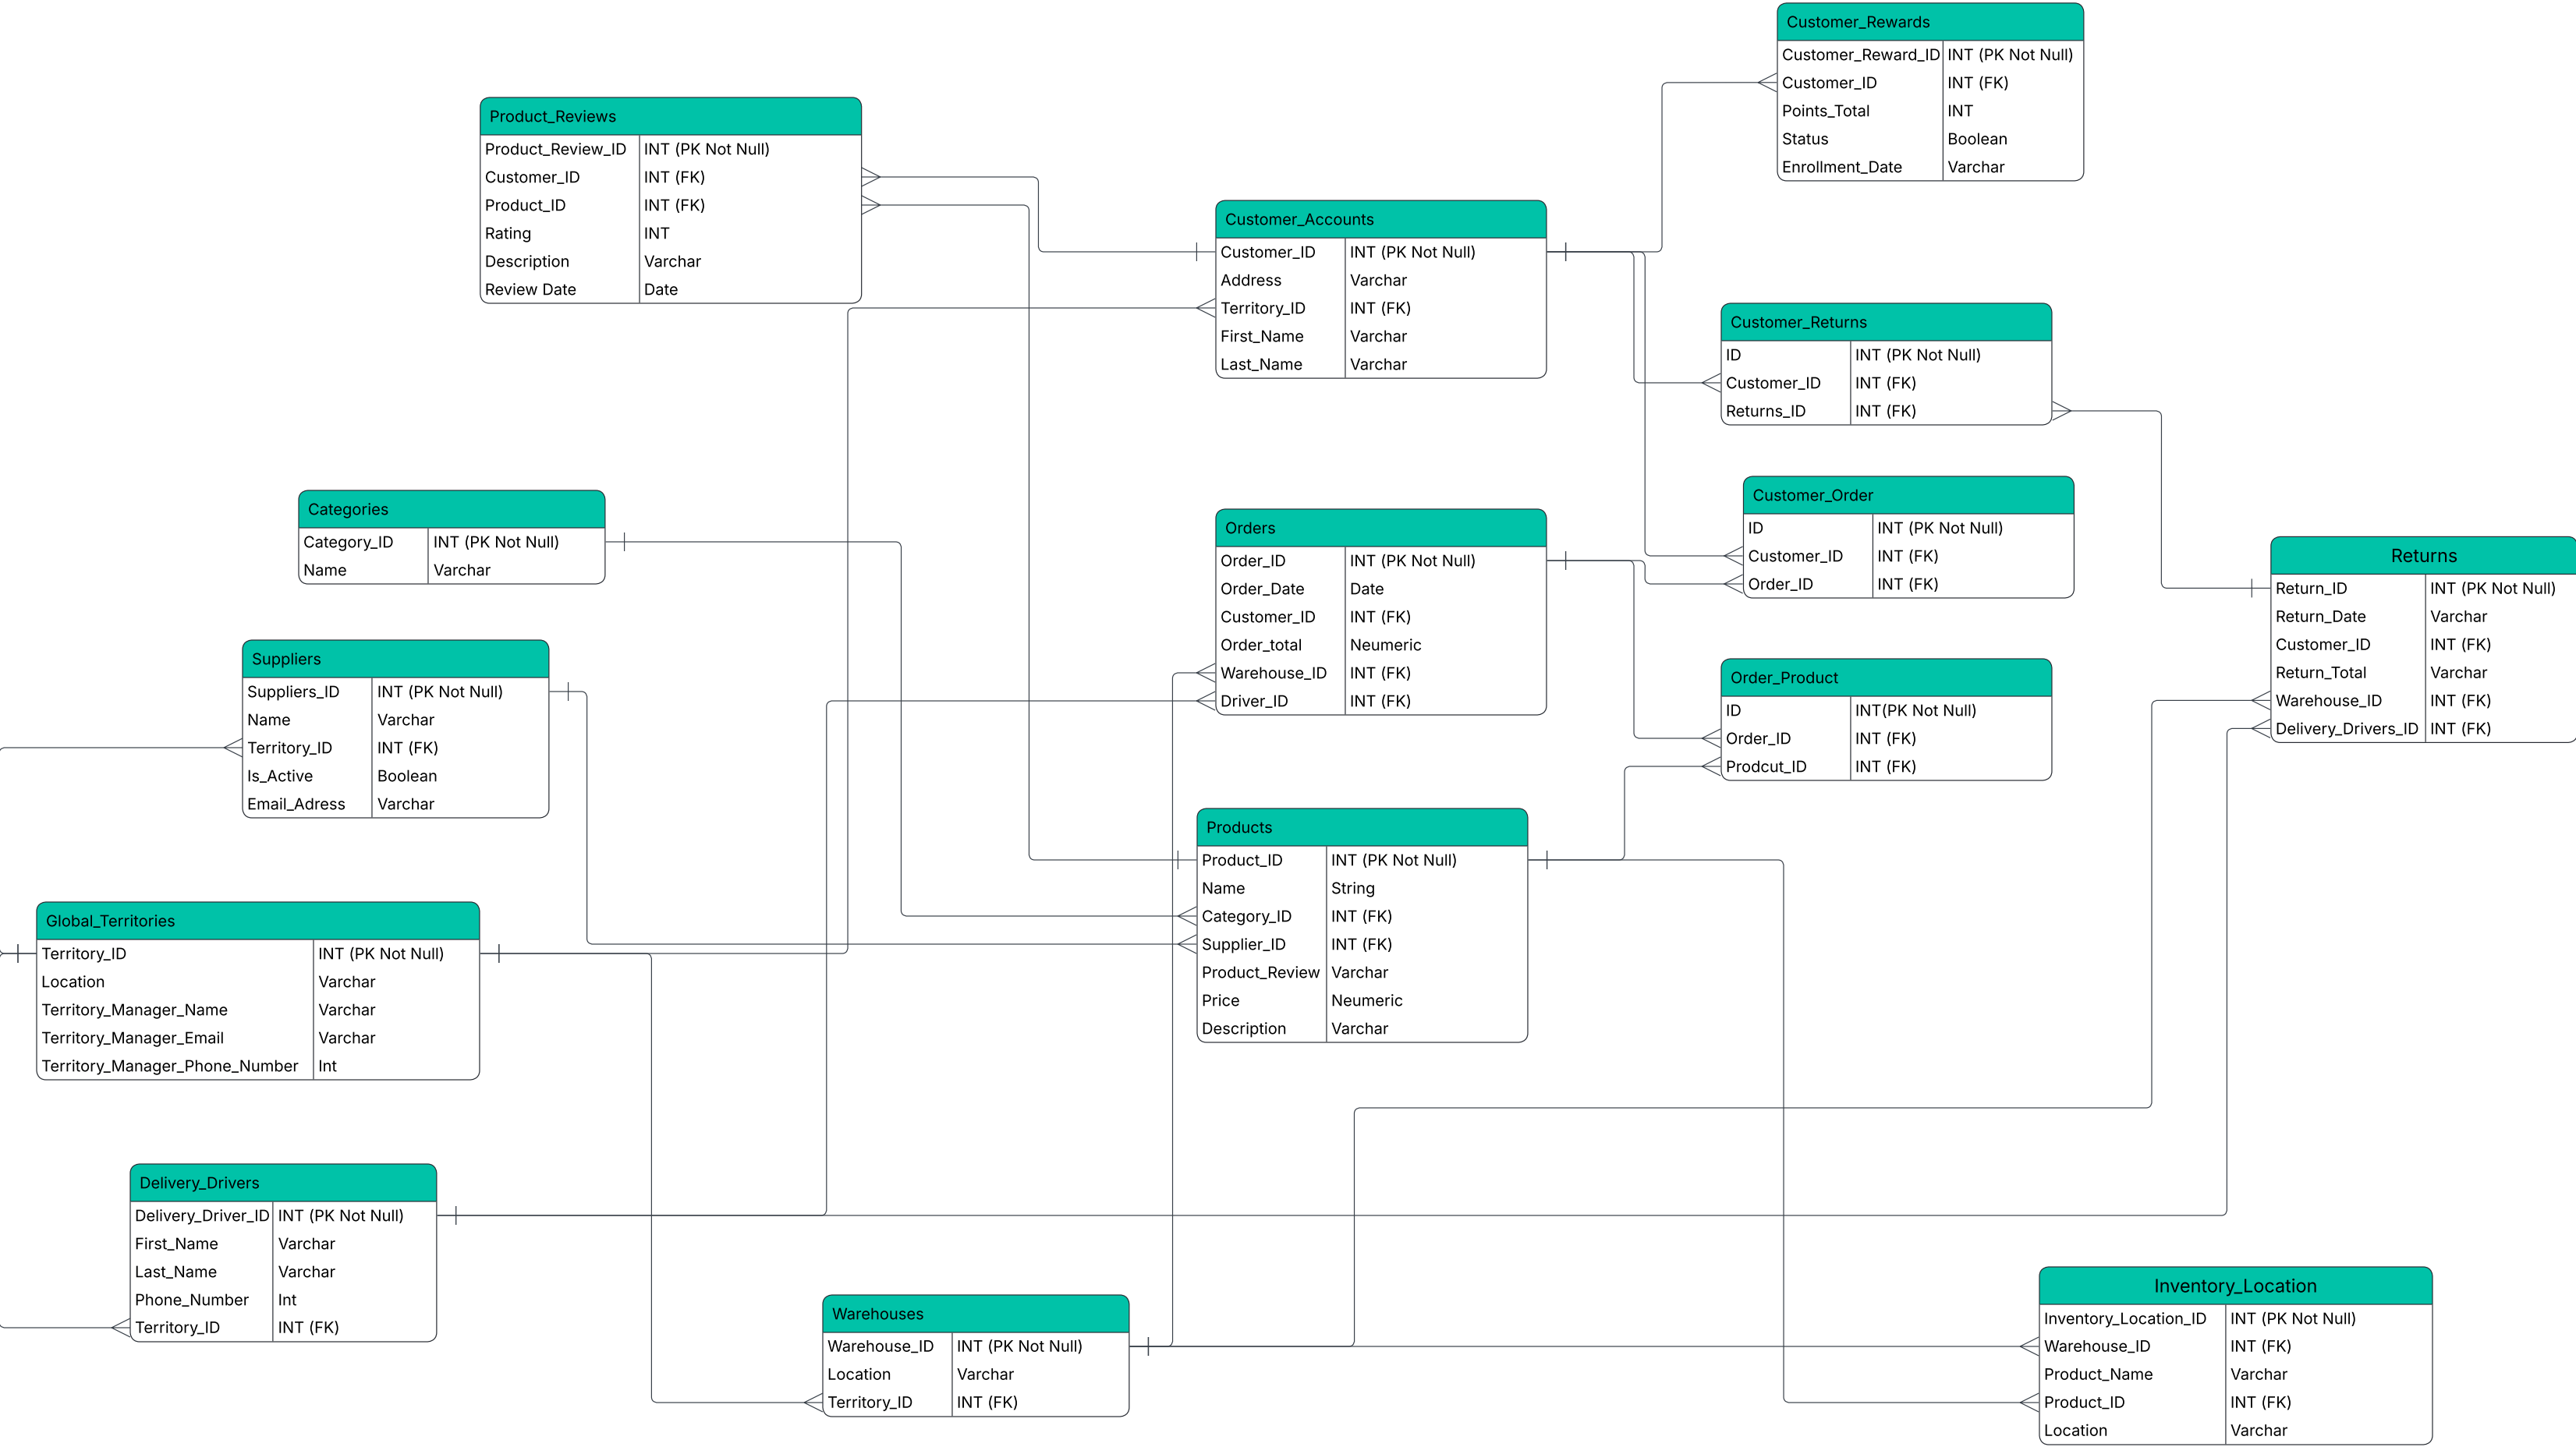 Customer_Rewards
Customer_Reward_ID INT (PK Not Null)
Customer_ID INT (FK)
Points_Total INT
Status Boolean
Enrollment_Date Varchar
Product_Reviews
Product_Review_ID INT (PK Not Null)
Customer_ID INT (FK)
Product_ID INT (FK)
Rating INT
Description Varchar
Review Date Date
Customer_Accounts
Customer_ID INT (PK Not Null)
Address Varchar
Territory_ID INT (FK)
First_Name Varchar
Last_Name Varchar
Customer_Returns
ID INT (PK Not Null)
Customer_ID INT (FK)
Returns_ID INT (FK)
Categories
Category_ID INT (PK Not Null)
Name Varchar
Orders
Order_ID INT (PK Not Null)
Order_Date Date
Customer_ID INT (FK)
Order_total Neumeric
Warehouse_ID INT (FK)
Driver_ID INT (FK)
Customer_Order
ID INT (PK Not Null)
Customer_ID INT (FK)
Order_ID INT (FK)
Returns
Return_ID INT (PK Not Null)
Return_Date Varchar
Customer_ID INT (FK)
Return_Total Varchar
Warehouse_ID INT (FK)
Delivery_Drivers_ID INT (FK)
Suppliers
Suppliers_ID INT (PK Not Null)
Name Varchar
Territory_ID INT (FK)
Is_Active Boolean
Email_Adress Varchar
Order_Product
ID INT(PK Not Null)
Order_ID INT (FK)
Prodcut_ID INT (FK)
Products
Product_ID INT (PK Not Null)
Name String
Category_ID INT (FK)
Supplier_ID INT (FK)
Product_Review Varchar
Price Neumeric
Description Varchar
Global_Territories
Territory_ID INT (PK Not Null)
Location Varchar
Territory_Manager_Name Varchar
Territory_Manager_Email Varchar
Territory_Manager_Phone_Number Int
Delivery_Drivers
Delivery_Driver_ID INT (PK Not Null)
First_Name Varchar
Last_Name Varchar
Phone_Number Int
Territory_ID INT (FK)
Warehouses
Warehouse_ID INT (PK Not Null)
Location Varchar
Territory_ID INT (FK)
Inventory_Location
Inventory_Location_ID INT (PK Not Null)
Warehouse_ID INT (FK)
Product_Name Varchar
Product_ID INT (FK)
Location Varchar